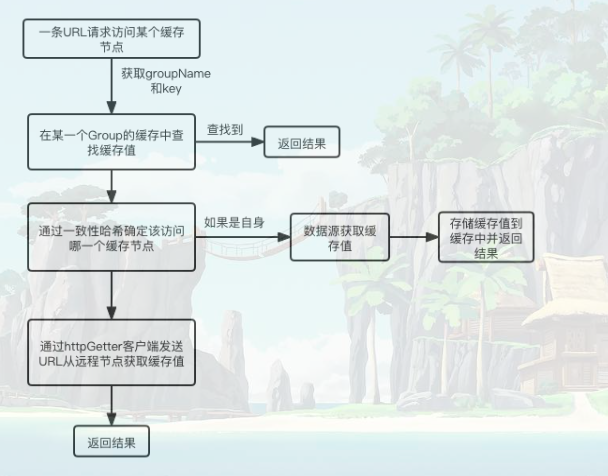 一条URL请求访问某个缓存
节点
获取groupName
和key
在某一个Group的缓存中查
找缓存值
查找到
返回结果
通过一致性哈希确定该访问
哪一个缓存节点
如果是自身
数据源获取缓
存值
存储缓存值到
缓存中并返回
结果
通过httpGetter客户端发送
URL从远程节点获取缓存值
返回结果